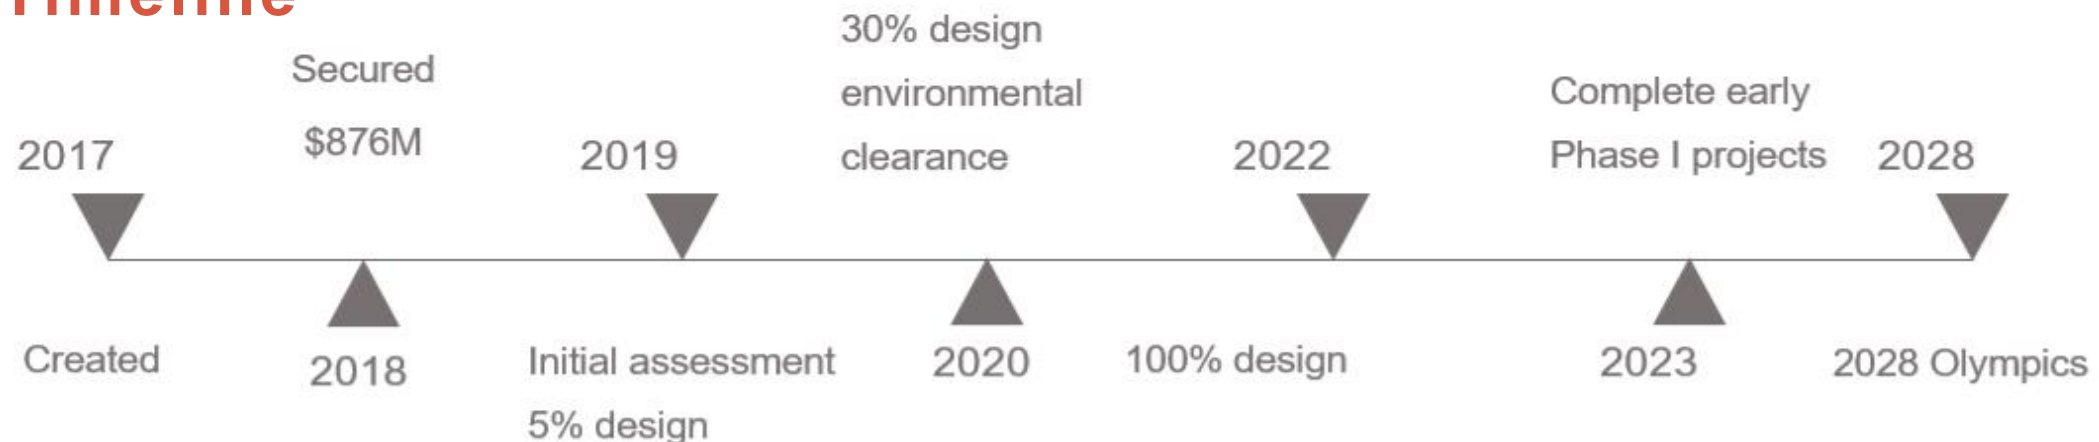 Timeline
2017
Secured
$876M
2019
30% design
environmental
clearance
2022
Complete early
Phase I projects
2028
Created
2018
Initial assessment
5% design
2020
100% design
2023
2028 Olympics